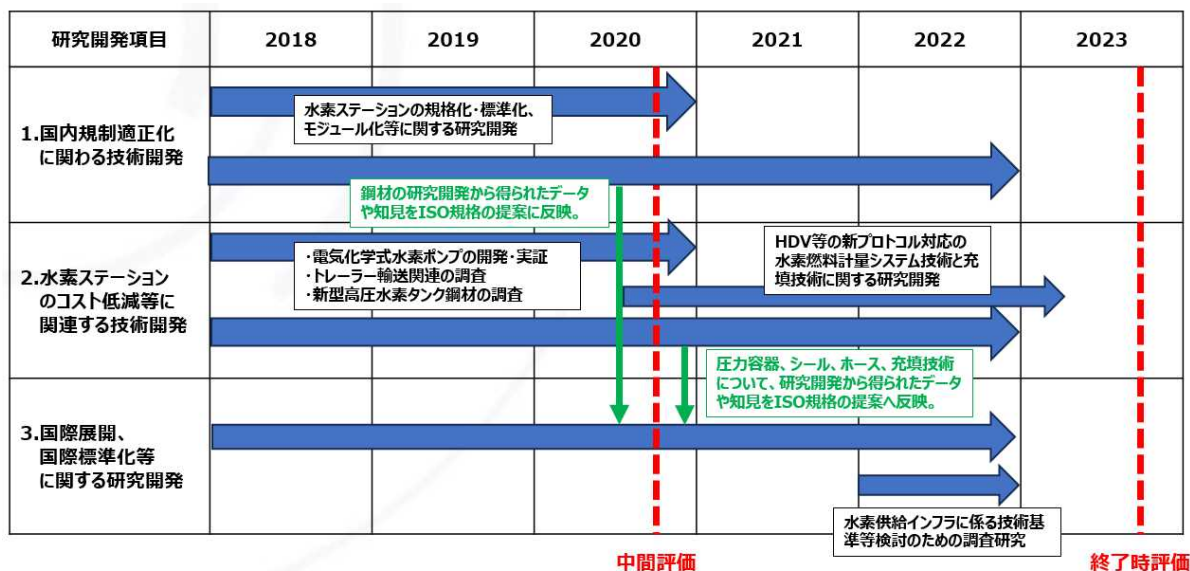 研究開発項目
2018
2019
2020
2021
2022
2023
1.国内規制適正化
に関わる技術開発
水素ステーションの規格化・標準化、
モジュール化等に関する研究開発
鋼材の研究開発から得られたデータ
や知見をISO規格の提案に反映。
2.水素ステーション
のコスト低減等に
関連する技術開発
・電気化学式水素ポンプの開発・実証
・トレーラー輸送関連の調査
・新型高圧水素タンク鋼材の調査
HDV等の新プロトコル対応の
水素燃料計量システム技術と充
填技術に関する研究開発
圧力容器、シール、ホース、充填技術
について、研究開発から得られたデータ
や知見をISO規格の提案へ反映。
3.国際展開、
国際標準化等
に関する研究開発
水素供給インフラに係る技術基
準等検討のための調査研究
中間評価
終了時評価